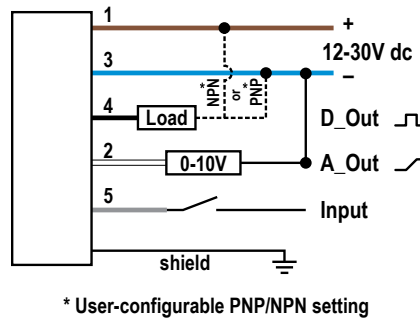 1
+
12-30V dc
3
–
* NPN
or
* PNP
4
Load
D_Out
2
0-10V
A_Out
5
Input
shield
* User-configurable PNP/NPN setting